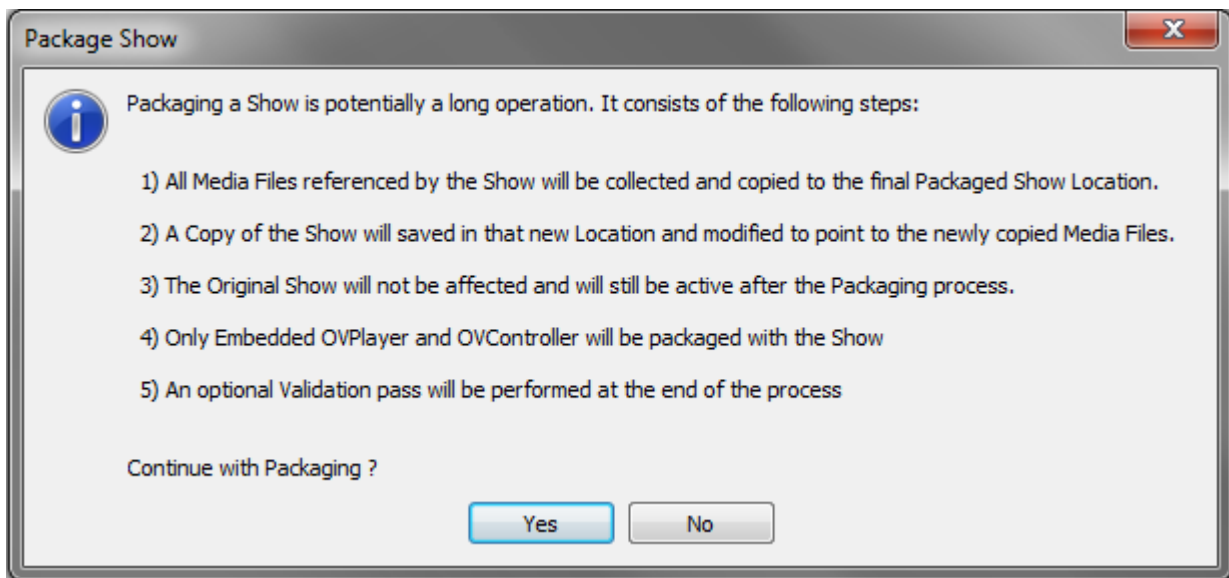 Package Show
Packaging a Show is potentially a long operation. It consists of the following steps:
1) All Media Files referenced by the Show will be collected and copied to the final Packaged Show Location.
2) A Copy of the Show will saved in that new Location and modified to point to the newly copied Media Files.
3) The Original Show will not be affected and will still be active after the Packaging process.
4) Only Embedded OVPlayer and OVController will be packaged with the Show
5) An optional Validation pass will be performed at the end of the process
Continue with Packaging ?
Yes No